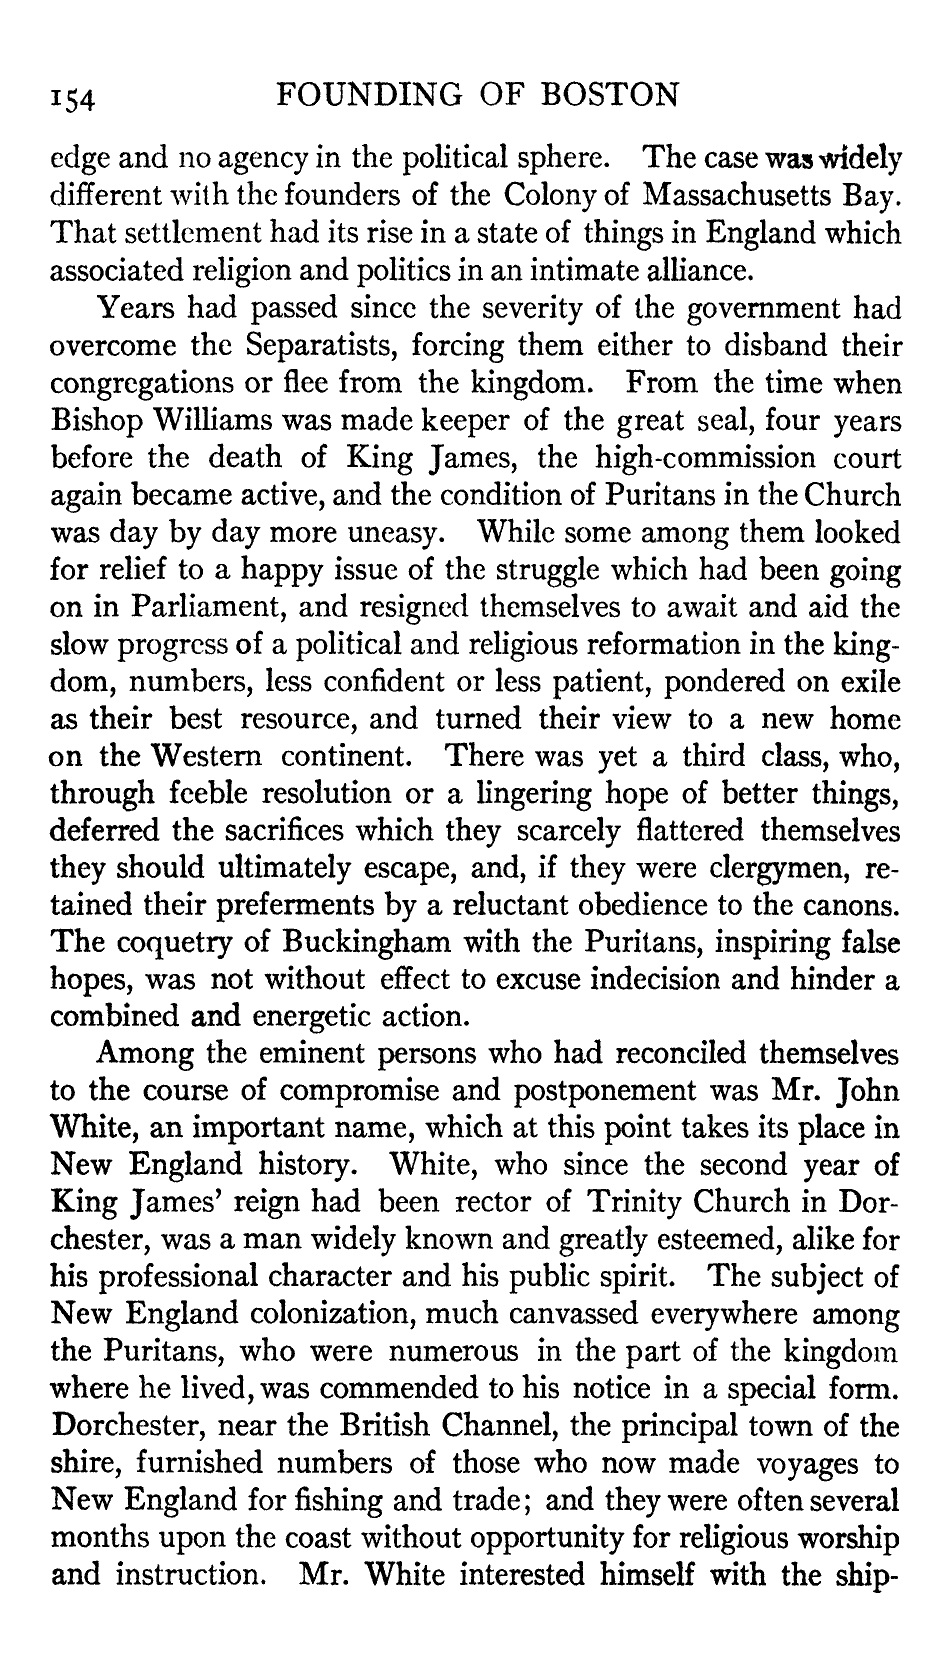 154 FOUNDING OF BOSTON
edge and no agency in the political sphere. The case was widely
different with the founders of the Colony of Massachusetts Bay.
That settlement had its rise in a state of things in England which
associated religion and politics in an intimate alliance.
Years had passed since the severity of the government had
overcome the Separatists, forcing them either to disband their
congregations or flee from the kingdom. From the time when
Bishop Williams was made keeper of the great seal, four years
before the death of King James, the high-commission court
again became active, and the condition of Puritans in the Church
was day by day more uneasy. While some among them looked
for relief to a happy issue of the struggle which had been going
on in Parliament, and resigned themselves to await and aid the
slow progress of a political and religious reformation in the king-
dom, numbers, less confident or less patient, pondered on exile
as their best resource, and turned their view to a new home
on the Western continent. There was yet a third class, who,
through feeble resolution or a lingering hope of better things,
deferred the sacrifices which they scarcely flattered themselves
they should ultimately escape, and, if they were clergymen, re-
tained their preferments by a reluctant obedience to the canons.
The coquetry of Buckingham with the Puritans, inspiring false
hopes, was not without effect to excuse indecision and hinder a
combined and energetic action.
Among the eminent persons who had reconciled themselves
to the course of compromise and postponement was Mr. John
White, an important name, which at this point takes its place in
New England history. White, who since the second year of
King James' reign had been rector of Trinity Church in Dor-
chester, was a man widely known and greatly esteemed, alike for
his professional character and his public spirit. The subject of
New England colonization, much canvassed everywhere among
the Puritans, who were numerous in the part of the kingdom
where he lived, was commended to his notice in a special form.
Dorchester, near the British Channel, the principal town of the
shire, furnished numbers of those who now made voyages to
New England for fishing and trade; and they were often several
months upon the coast without opportunity for religious worship
and instruction. Mr. White interested himself with the ship-